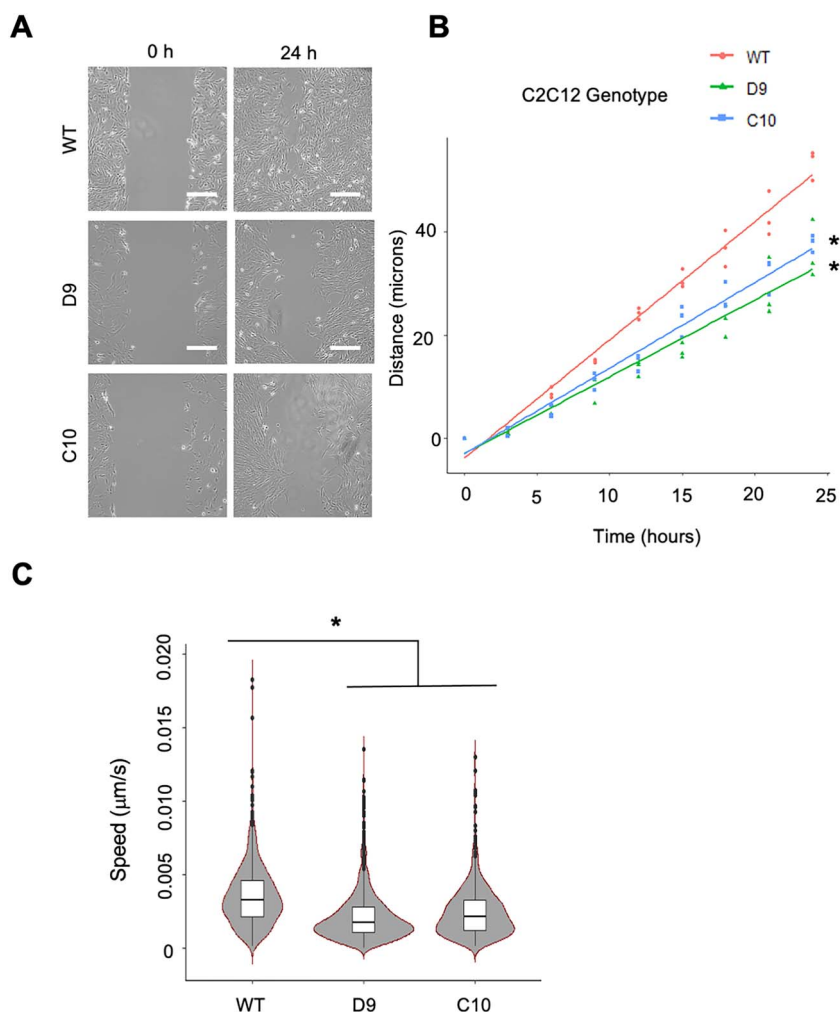 A
0 h 24 h
WT
D9
C10
B
WT
D9
C10
C2C12 Genotype
40
20
0
Distance (microns)
*
*
0 5 10 15 20 25
Time (hours)
C
*
0.020
0.015
0.010
0.005
0
Speed (μm/s)
WT D9 C10